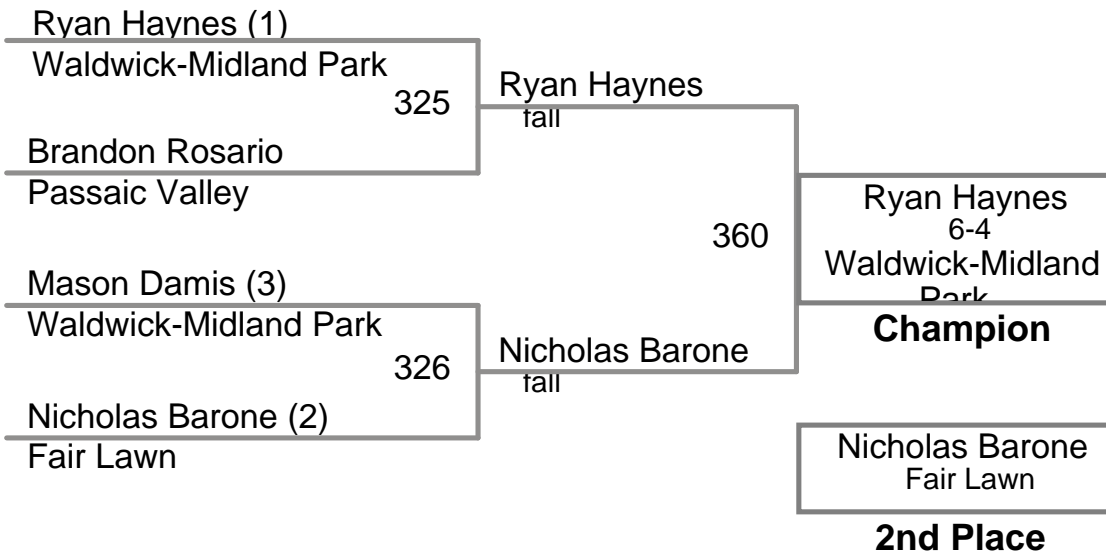 Ryan Haynes (1)
Waldwick-Midland Park
325
Brandon Rosario
Passaic Valley
Ryan Haynes
fall
Mason Damis (3)
Waldwick-Midland Park
326
Nicholas Barone (2)
Fair Lawn
Nicholas Barone
fall
360
Ryan Haynes
6-4
Waldwick-Midland
Park
Champion
Nicholas Barone
Fair Lawn
2nd Place